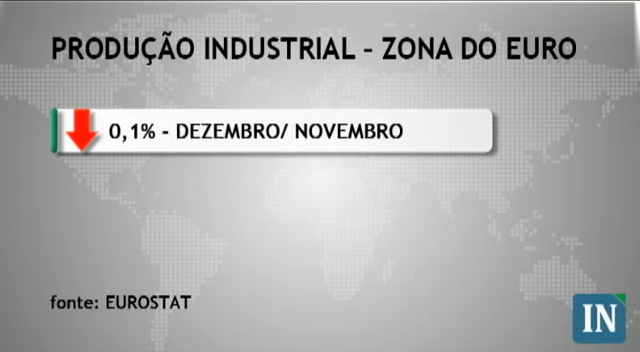 PRODUÇÃO INDUSTRIAL – ZONA DO EURO
0,1% - DEZEMBRO/ NOVEMBRO
fonte: EUROSTAT
IN